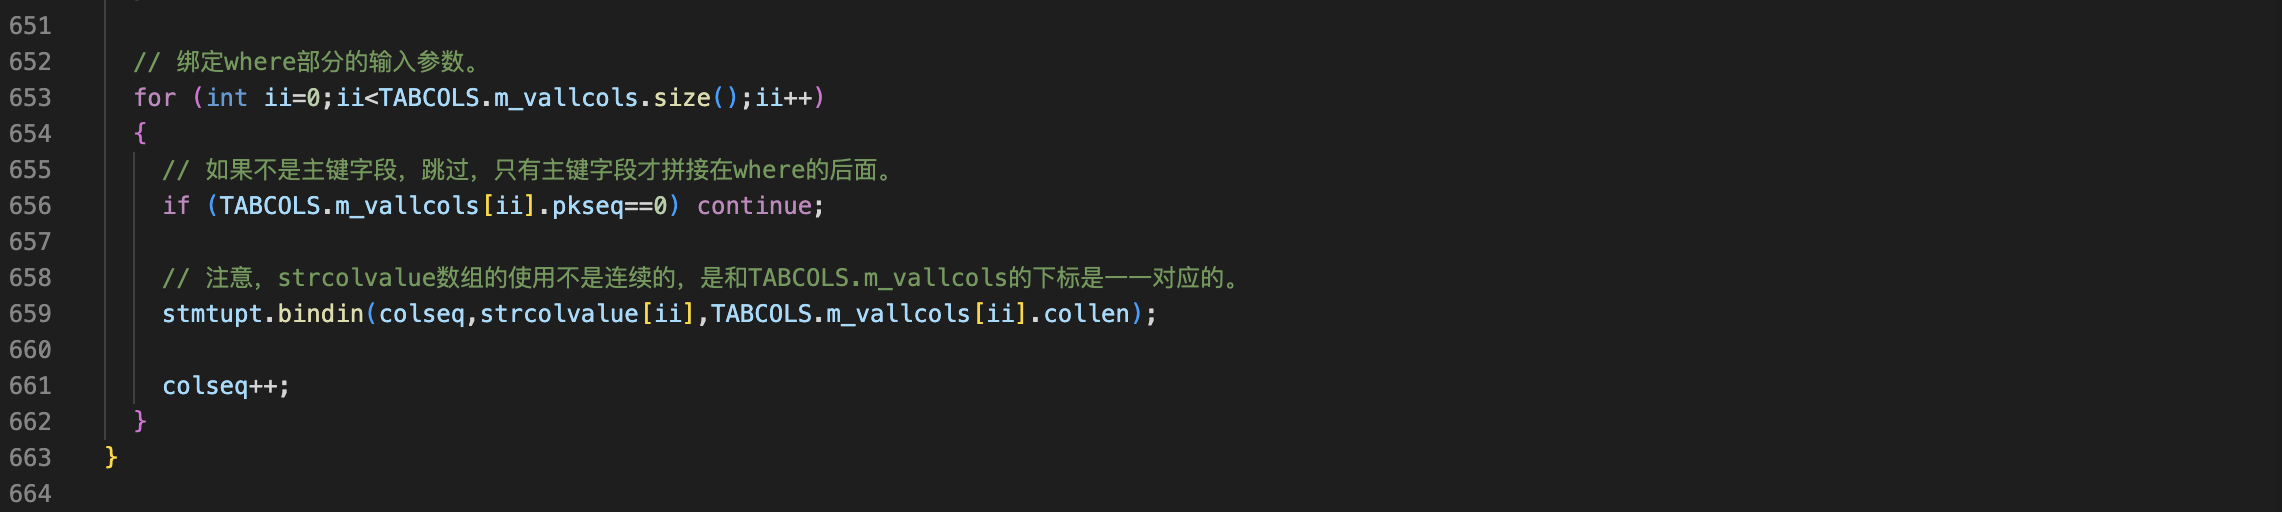 651
652 // 绑定where部分的输入参数。
653 for (int ii=0;ii<TABCOLS.m_vallcols.size();ii++)
654 {
655 // 如果不是主键字段，跳过，只有主键字段才拼接在where的后面。
656 if (TABCOLS.m_vallcols[ii].pkseq==0) continue;
657
658 // 注意，strcolvalue数组的使用不是连续的，是和TABCOLS.m_vallcols的下标是一一对应的。
659 stmtupt.bindin(colseq,strcolvalue[ii],TABCOLS.m_vallcols[ii].collen);
660
661 colseq++;
662 }
663 }
664